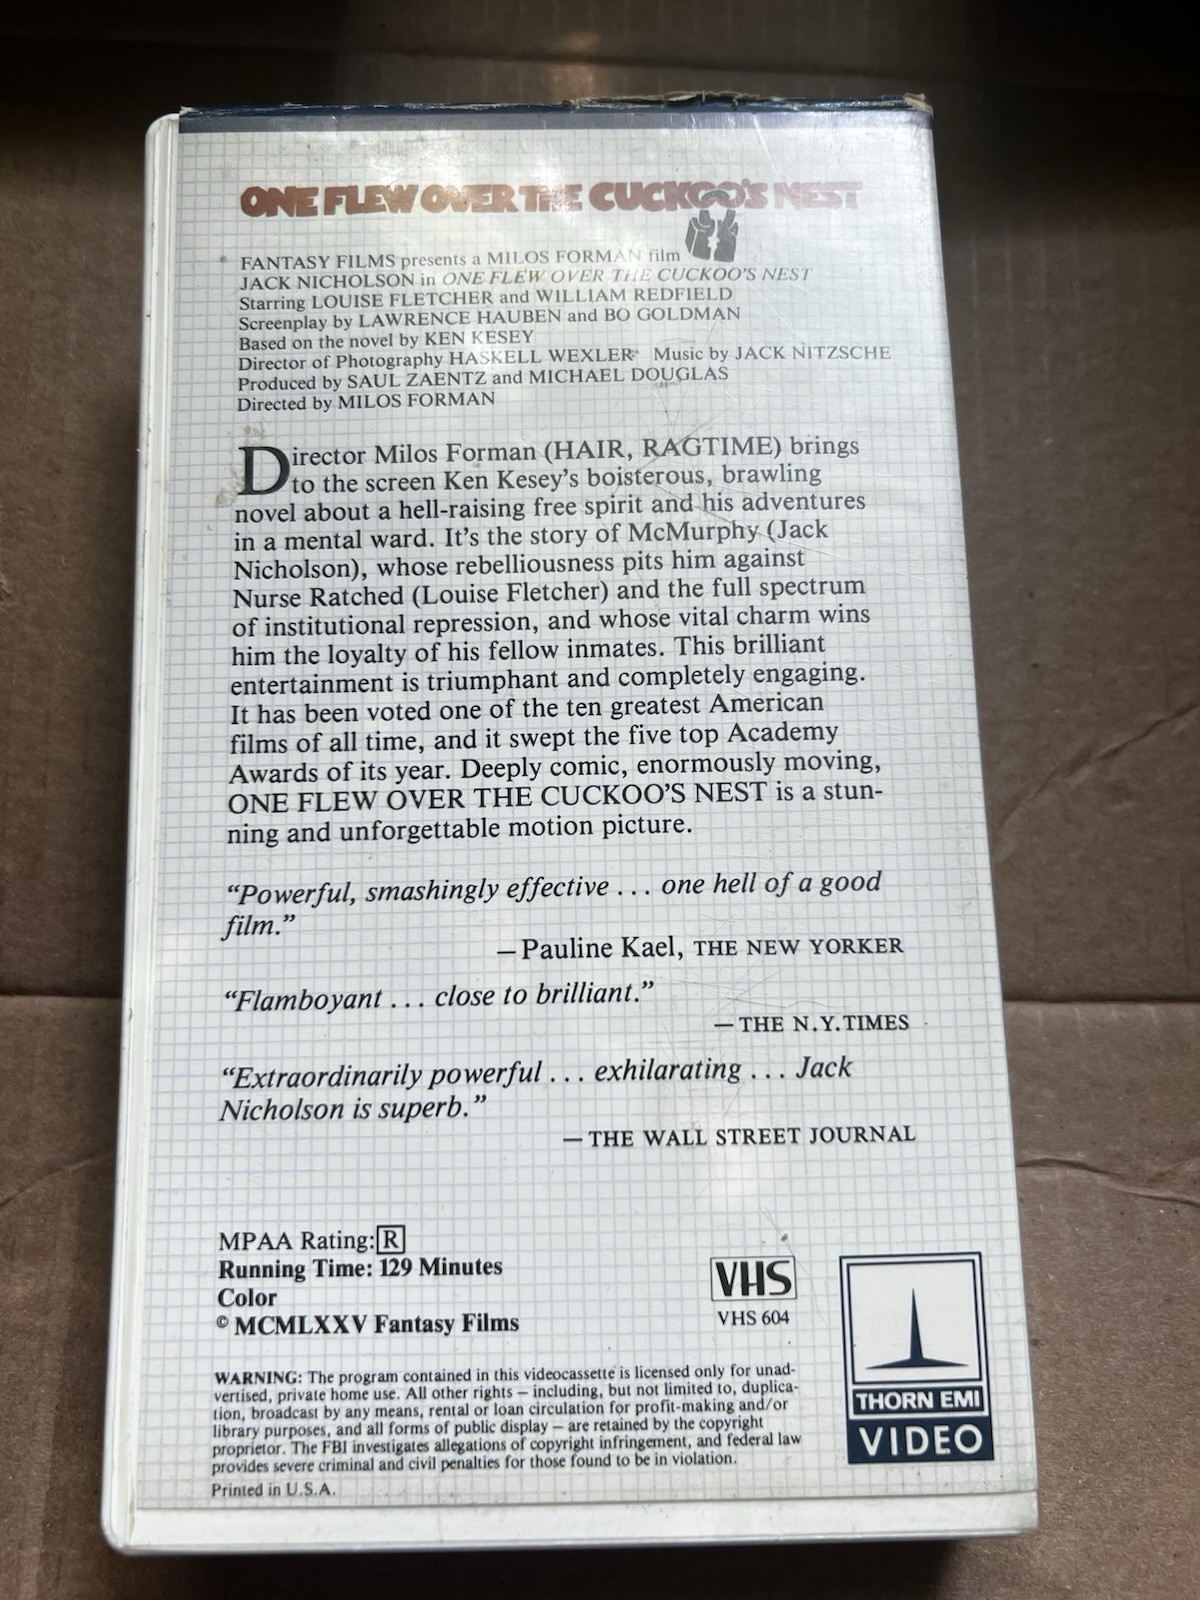 ONE FLEW OVER THE CUCKOO'S NEST
FANTASY FILMS presents a MILOS FORMAN film
JACK NICHOLSON in ONE FLEW OVER THE CUCKOO'S NEST
Starring LOUISE FLETCHER and WILLIAM REDFIELD
Screenplay by LAWRENCE HAUBEN and BO GOLDMAN
Based on the novel by KEN KESEY
Director of Photography HASKELL WEXLER Music by JACK NITZSCHE
Produced by SAUL ZAENTZ and MICHAEL DOUGLAS
Directed by MILOS FORMAN
Director Milos Forman (HAIR, RAGTIME) brings
to the screen Ken Kesey's boisterous, brawling
novel about a hell-raising free spirit and his adventures
in a mental ward. It's the story of McMurphy (Jack
Nicholson), whose rebelliousness pits him against
Nurse Ratched (Louise Fletcher) and the full spectrum
of institutional repression, and whose vital charm wins
him the loyalty of his fellow inmates. This brilliant
entertainment is triumphant and completely engaging.
It has been voted one of the ten greatest American
films of all time, and it swept the five top Academy
Awards of its year. Deeply comic, enormously moving,
ONE FLEW OVER THE CUCKOO'S NEST is a stun-
ning and unforgettable motion picture.
“Powerful, smashingly effective . . . one hell of a good
film.”
—Pauline Kael, THE NEW YORKER
“Flamboyant . . . close to brilliant.”
—THE N.Y. TIMES
“Extraordinarily powerful . . . exhilarating . . . Jack
Nicholson is superb.”
—THE WALL STREET JOURNAL
MPAA Rating: R
Running Time: 129 Minutes
Color
© MCMLXXV Fantasy Films
VHS
VHS 604
WARNING: The program contained in this videocassette is licensed only for unad-
vertised, private home use. All other rights — including, but not limited to, duplica-
tion, broadcast by any means, rental or loan circulation for profit-making and/or
library purposes, and all forms of public display — are retained by the copyright
proprietor. The FBI investigates allegations of copyright infringement, and federal law
provides severe criminal and civil penalties for those found to be in violation.
Printed in U.S.A.
THORN EMI
VIDEO